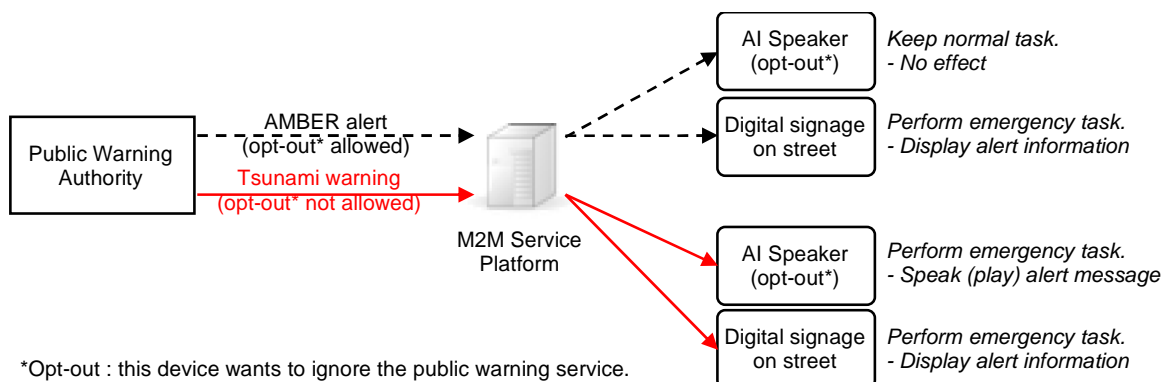 AI Speaker
(opt-out*)
Keep normal task.
- No effect
AMBER alert
(opt-out* allowed)
Digital signage
on street
Perform emergency task.
- Display alert information
Public Warning
Authority
Tsunami warning
(opt-out* not allowed)
M2M Service
Platform
AI Speaker
(opt-out*)
Perform emergency task.
- Speak (play) alert message
Digital signage
on street
Perform emergency task.
- Display alert information
*Opt-out : this device wants to ignore the public warning service.